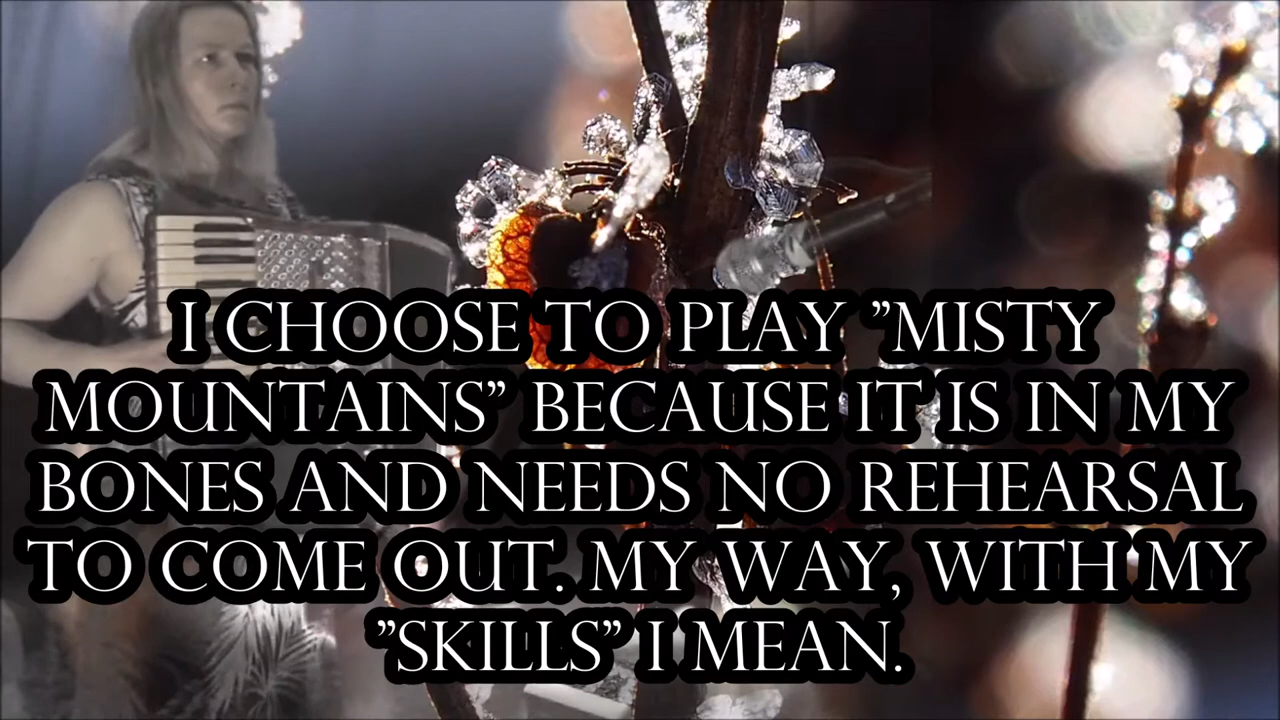 I CHOOSE TO PLAY ”MISTY
MOUNTAINS” BECAUSE IT IS IN MY
BONES AND NEEDS NO REHEARSAL
TO COME OUT. MY WAY, WITH MY
”SKILLS” I MEAN.